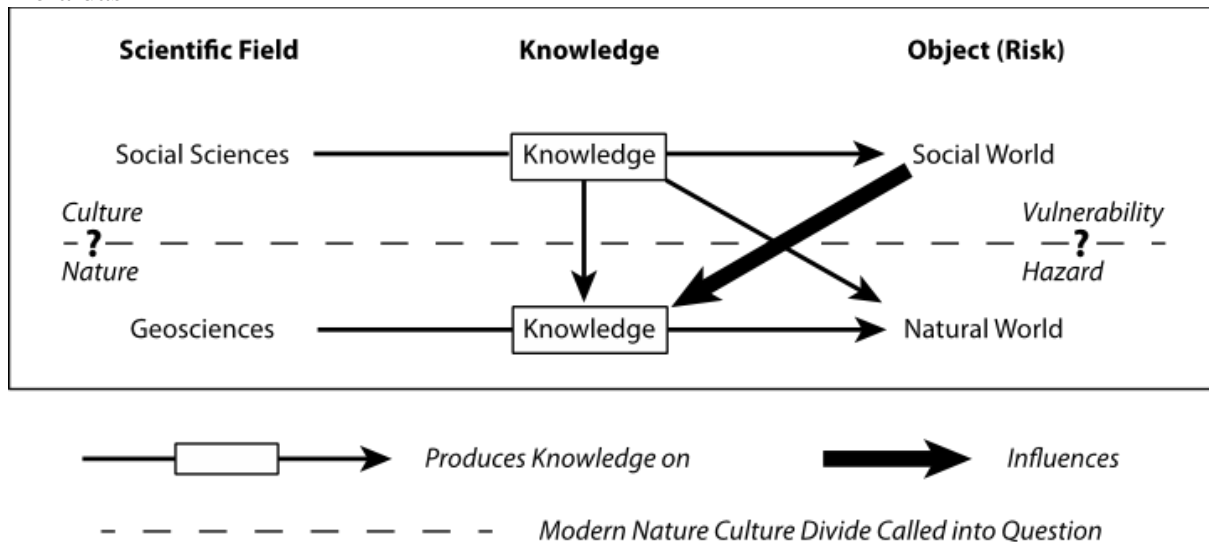 Scientific Field Knowledge Object (Risk)
Social Sciences Knowledge Social World
Culture Vulnerability
? ?
Nature Hazard
Geosciences Knowledge Natural World
Produces Knowledge on Influences
Modern Nature Culture Divide Called into Question